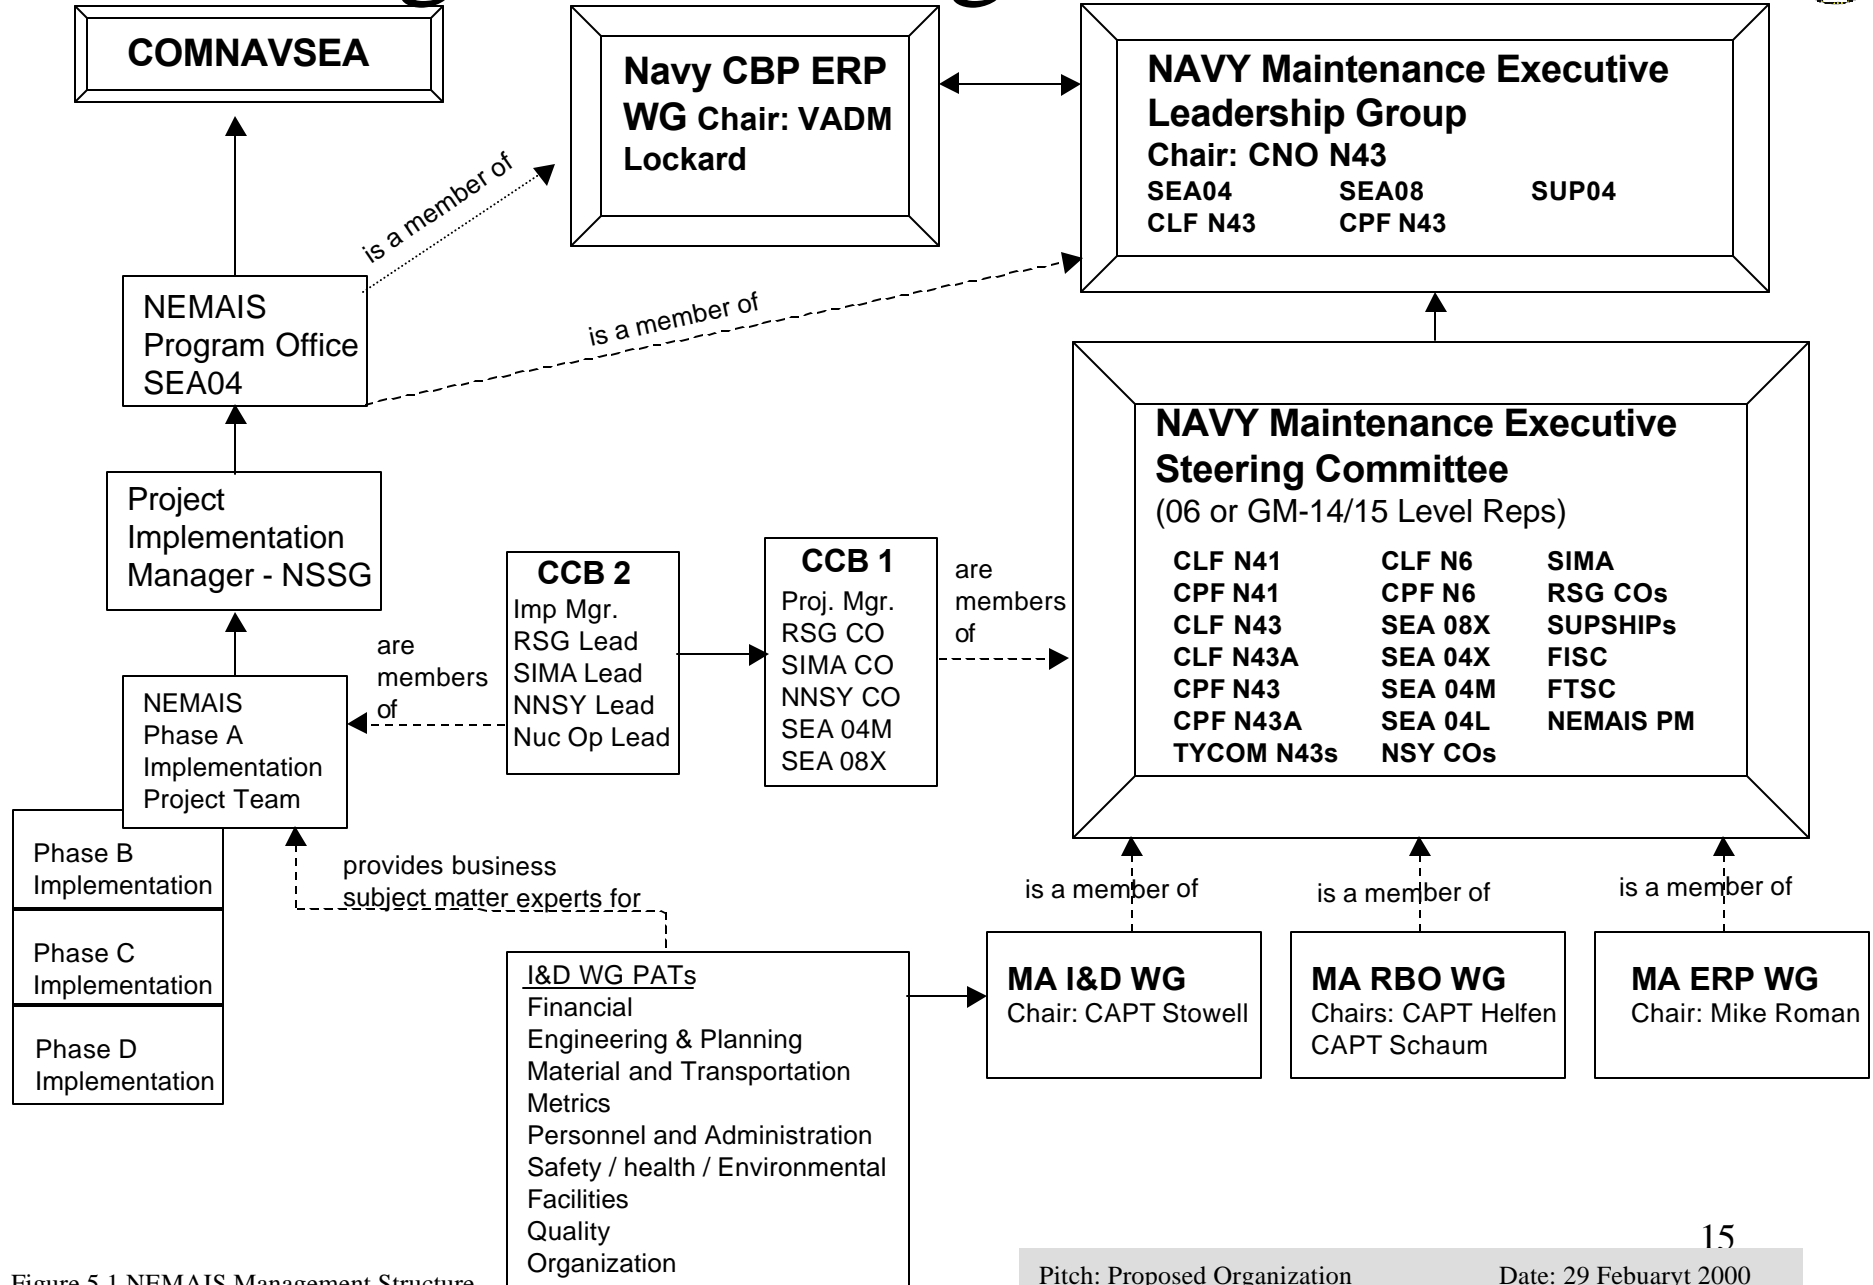 COMNAVSEA
Navy CBP ERP
WG Chair: VADM
Lockard
NAVY Maintenance Executive
Leadership Group
Chair: CNO N43
SEA04 SEA08 SUP04
CLF N43 CPF N43
is a member of
is a member of
NEMAIS
Program Office
SEA04
Project
Implementation
Manager - NSSG
NEMAIS
Phase A
Implementation
Project Team
are
members
of
CCB 2
Imp Mgr.
RSG Lead
SIMA Lead
NNSY Lead
Nuc Op Lead
CCB 1
Proj. Mgr.
RSG CO
SIMA CO
NNSY CO
SEA 04M
SEA 08X
are
members
of
NAVY Maintenance Executive
Steering Committee
(06 or GM-14/15 Level Reps)
CLF N41 CLF N6 SIMA
CPF N41 CPF N6 RSG COs
CLF N43 SEA 08X SUPSHIPs
CLF N43A SEA 04X FISC
CPF N43 SEA 04M FTSC
CPF N43A SEA 04L NEMAIS PM
TYCOM N43s NSY COs
Phase B
Implementation
Phase C
Implementation
Phase D
Implementation
provides business
subject matter experts for
is a member of
is a member of
is a member of
I&D WG PATs
Financial
Engineering & Planning
Material and Transportation
Metrics
Personnel and Administration
Safety / health / Environmental
Facilities
Quality
Organization
MA I&D WG
Chair: CAPT Stowell
MA RBO WG
Chairs: CAPT Helfen
CAPT Schaum
MA ERP WG
Chair: Mike Roman
15
Figure 5.1 NEMAIS Management Structure
Pitch: Proposed Organization Date: 29 Febuaryt 2000